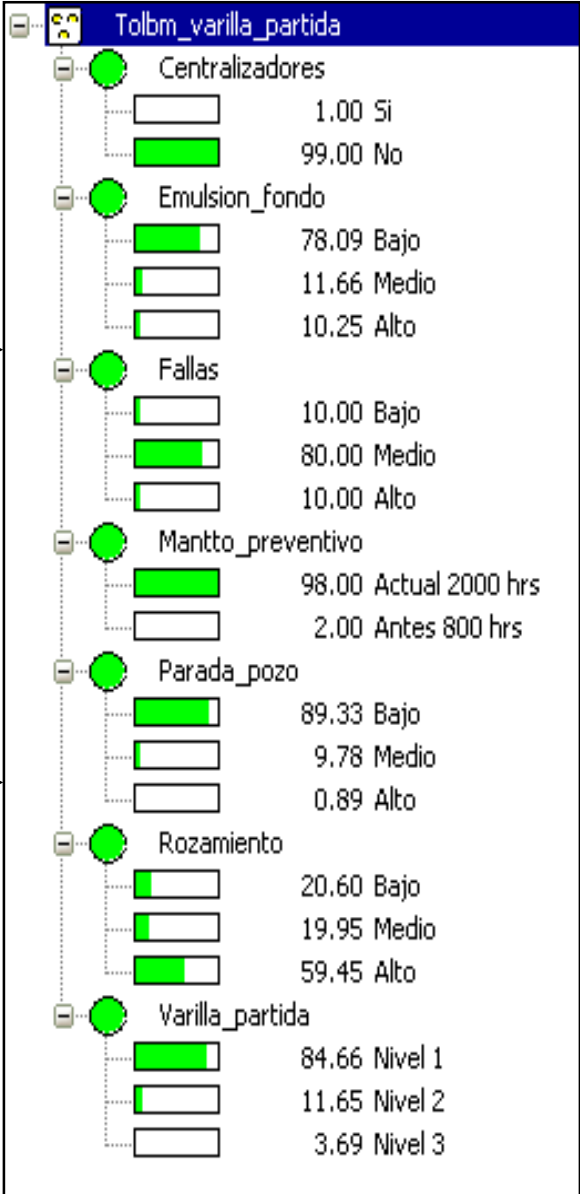 Tolbm_varilla_partida
Centralizadores
1.00 Si
99.00 No
Emulsion_fondo
78.09 Bajo
11.66 Medio
10.25 Alto
Fallas
10.00 Bajo
80.00 Medio
10.00 Alto
Mantto_preventivo
98.00 Actual 2000 hrs
2.00 Antes 800 hrs
Parada_pozo
89.33 Bajo
9.78 Medio
0.89 Alto
Rozamiento
20.60 Bajo
19.95 Medio
59.45 Alto
Varilla_partida
84.66 Nivel 1
11.65 Nivel 2
3.69 Nivel 3